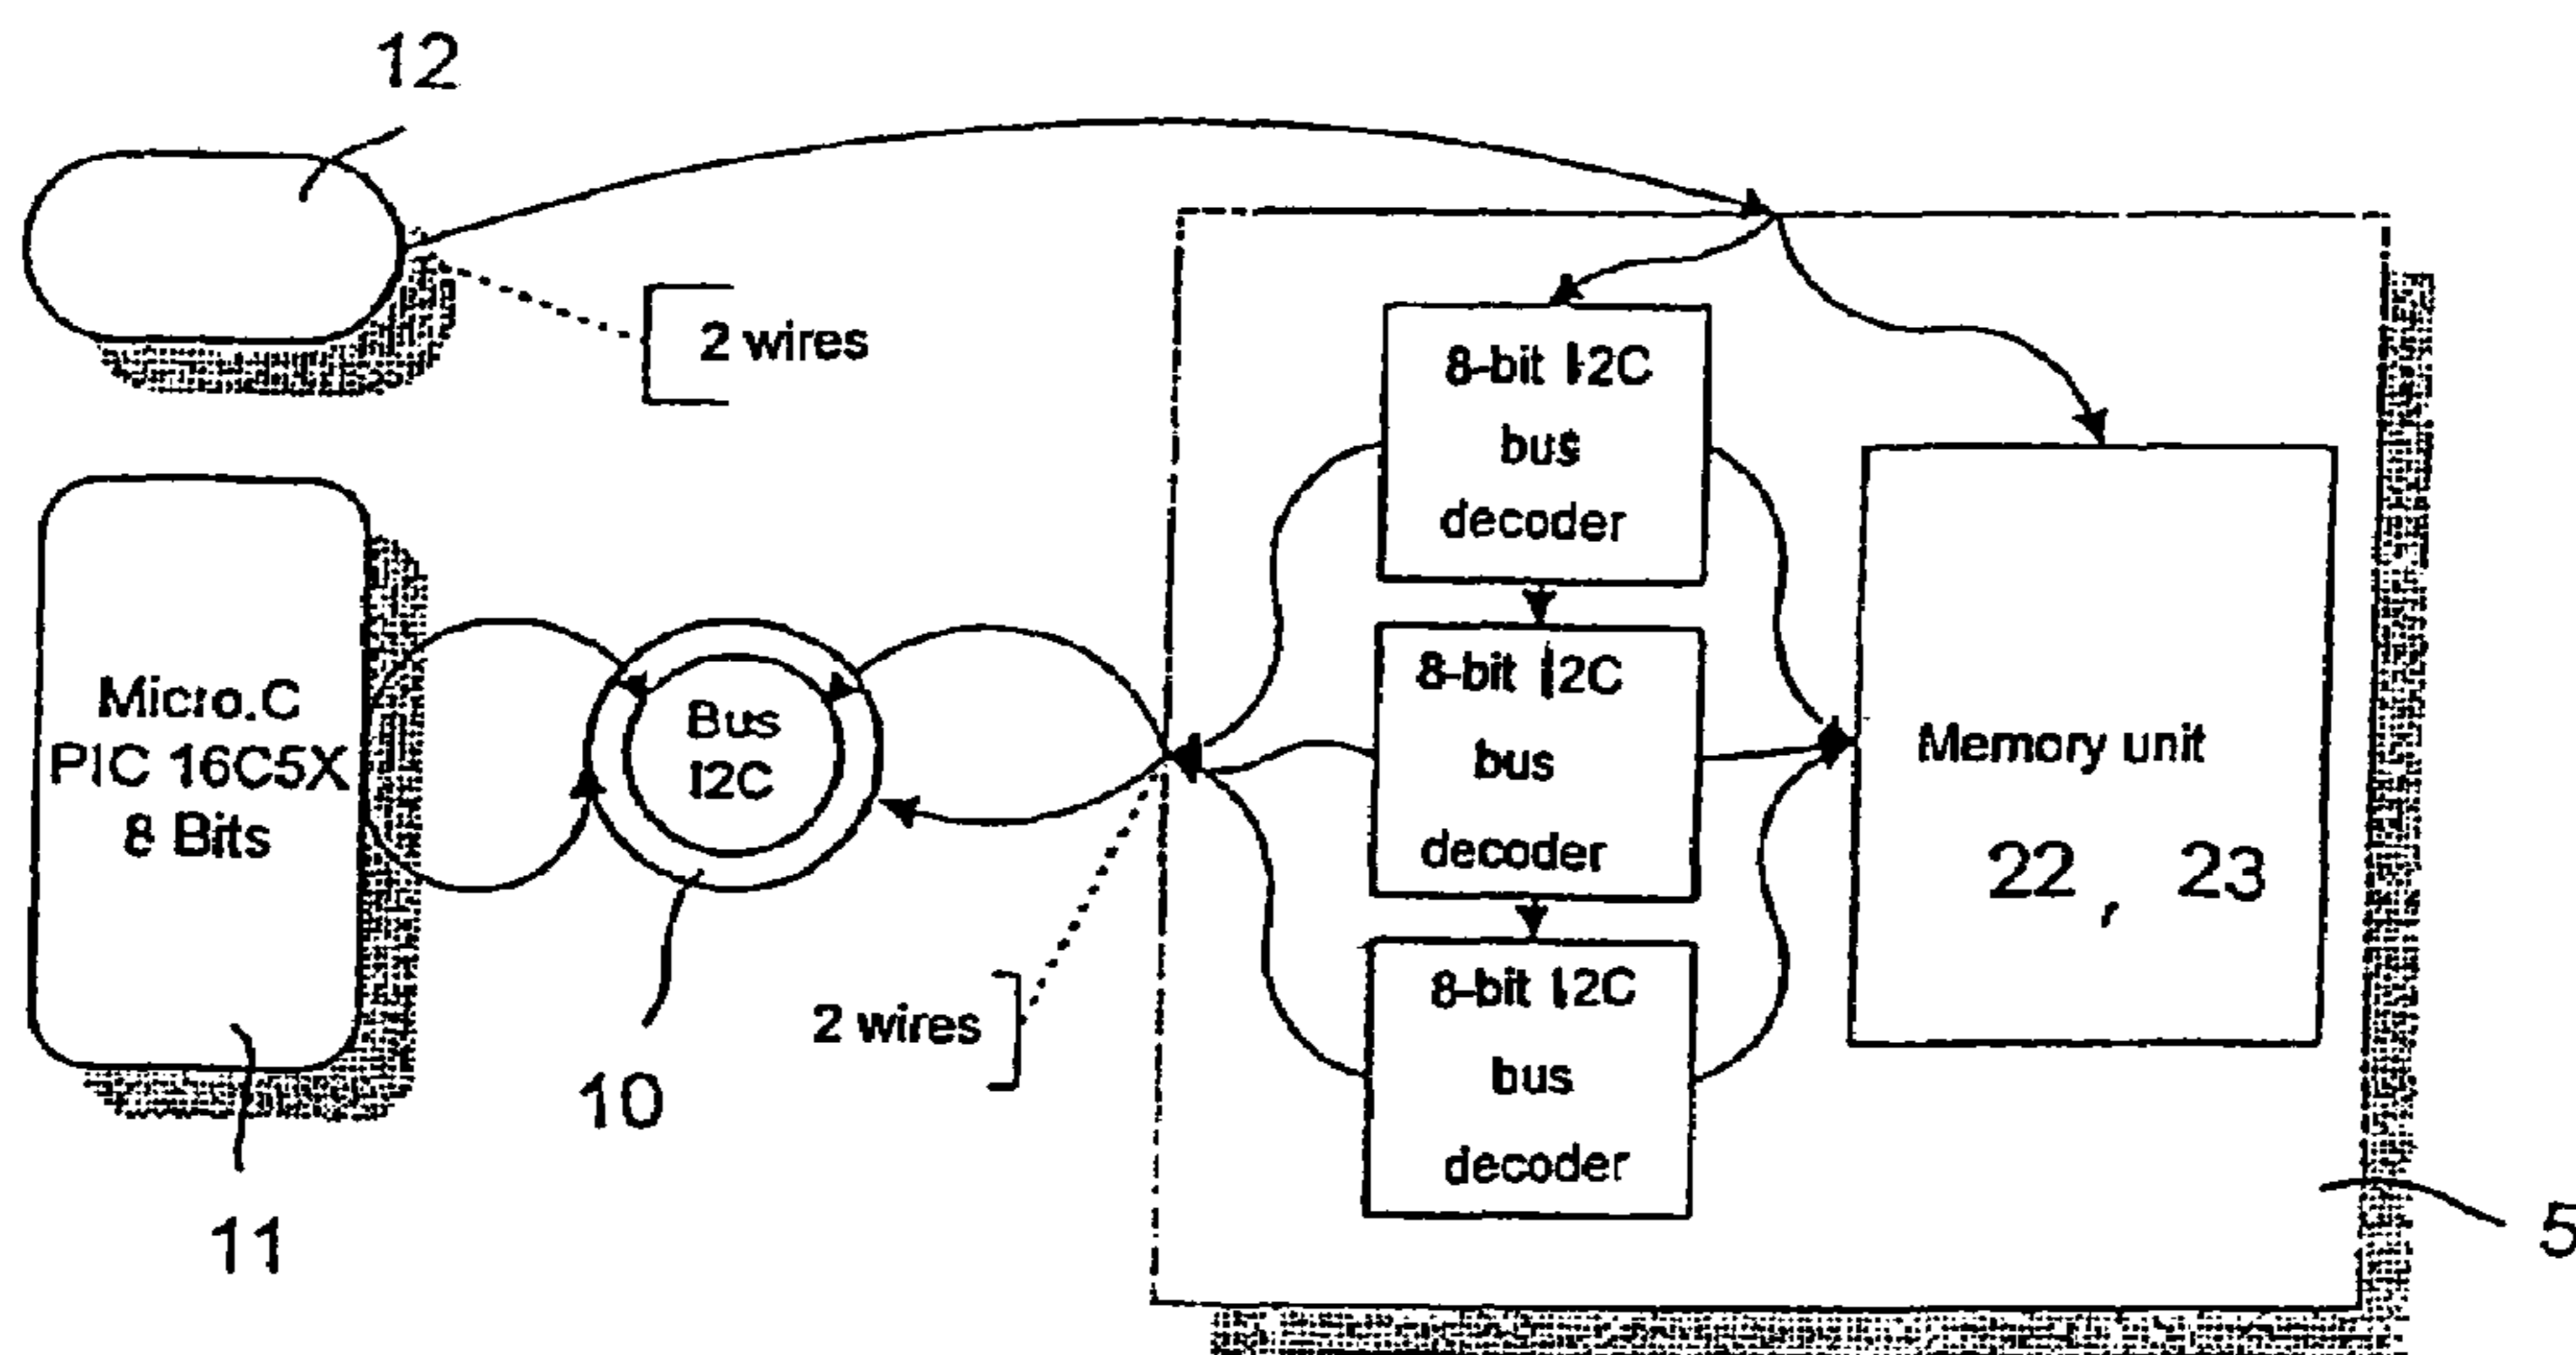 12
2 wires
8-bit I2C
bus
decoder
Micro.C
PIC 16C5X
8 Bits
Bus
I2C
8-bit I2C
bus
decoder
Memory unit
22, 23
2 wires
8-bit I2C
bus
decoder
10
11
5